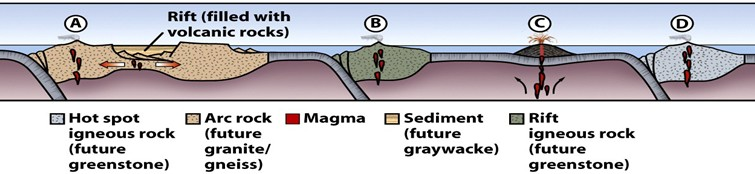 A
Rift (filled with
volcanic rocks)
B
C
D
Hot spot
igneous rock
(future
greenstone)
Arc rock
(future
granite/
gneiss)
Magma
Sediment
(future
graywacke)
Rift
igneous rock
(future
greenstone)